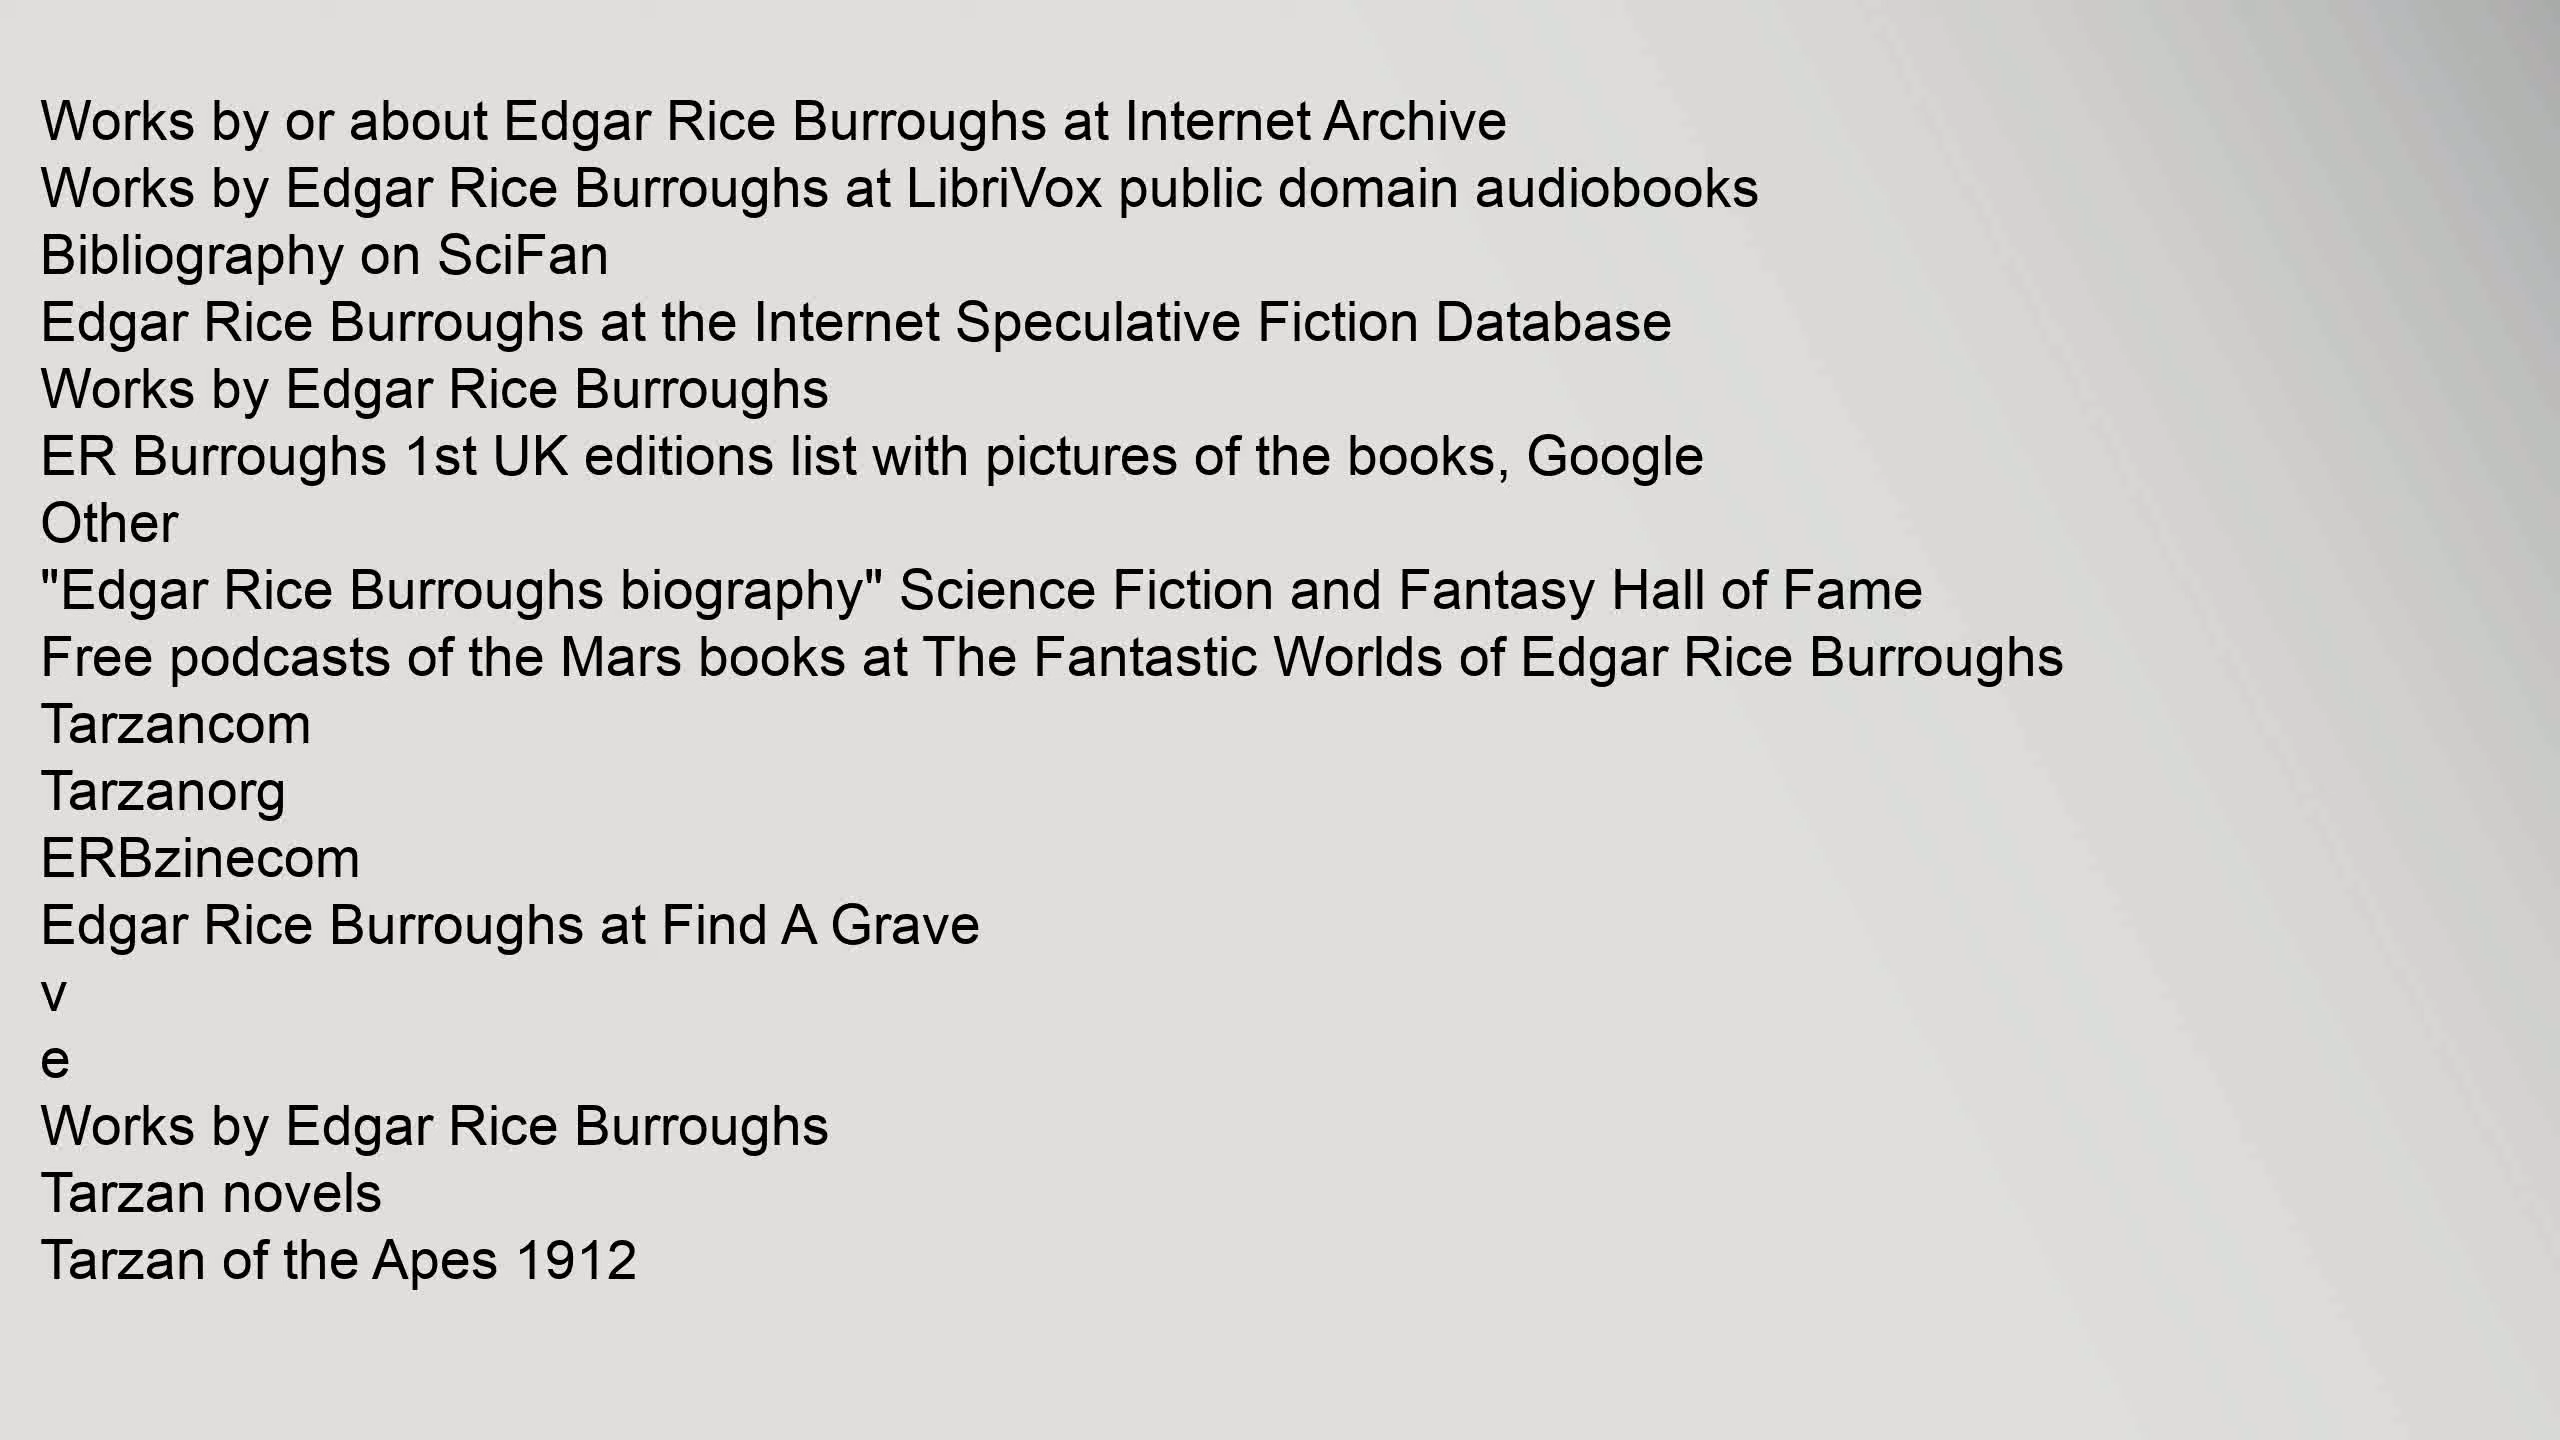 Works by or about Edgar Rice Burroughs at Internet Archive
Works by Edgar Rice Burroughs at LibriVox public domain audiobooks
Bibliography on SciFan
Edgar Rice Burroughs at the Internet Speculative Fiction Database
Works by Edgar Rice Burroughs
ER Burroughs 1st UK editions list with pictures of the books, Google
Other
"Edgar Rice Burroughs biography" Science Fiction and Fantasy Hall of Fame
Free podcasts of the Mars books at The Fantastic Worlds of Edgar Rice Burroughs
Tarzancom
Tarzanorg
ERBzinecom
Edgar Rice Burroughs at Find A Grave
v
e
Works by Edgar Rice Burroughs
Tarzan novels
Tarzan of the Apes 1912